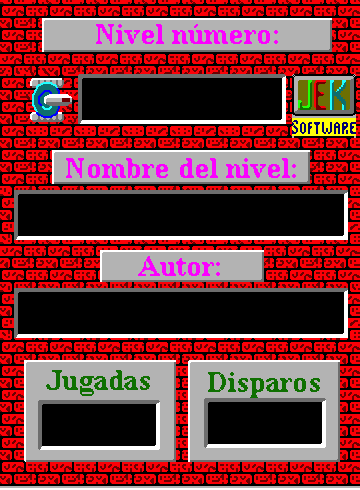 Nivel número:
JEK
SOFTWARE
Nombre del nivel:
Autor:
Jugadas
Disparos